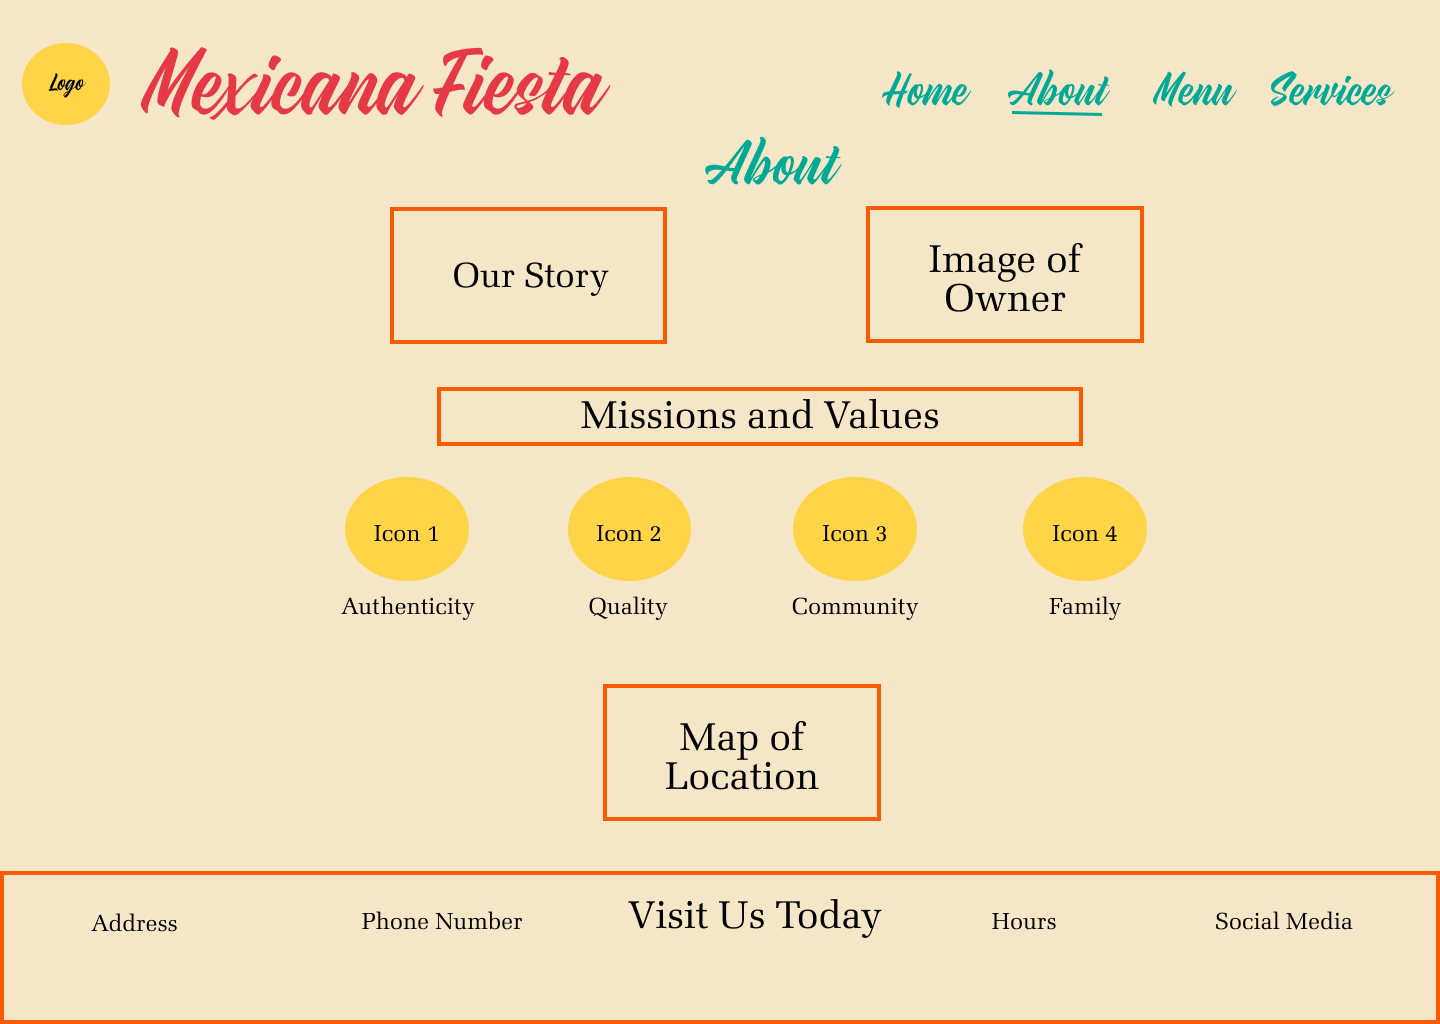 Logo
Mexicana Fiesta
Home
About
Menu
Services
About
Our Story
Image of
Owner
Missions and Values
Icon 1
Icon 2
Icon 3
Icon 4
Authenticity
Quality
Community
Family
Map of
Location
Address
Phone Number
Visit Us Today
Hours
Social Media